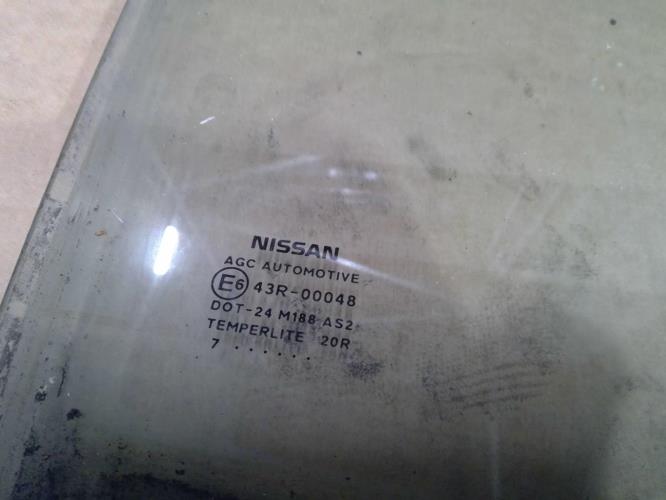 NISSAN
AGC AUTOMOTIVE
E6 43R-00048
DOT-24 M188 AS2
TEMPERLITE 20R
7 ......